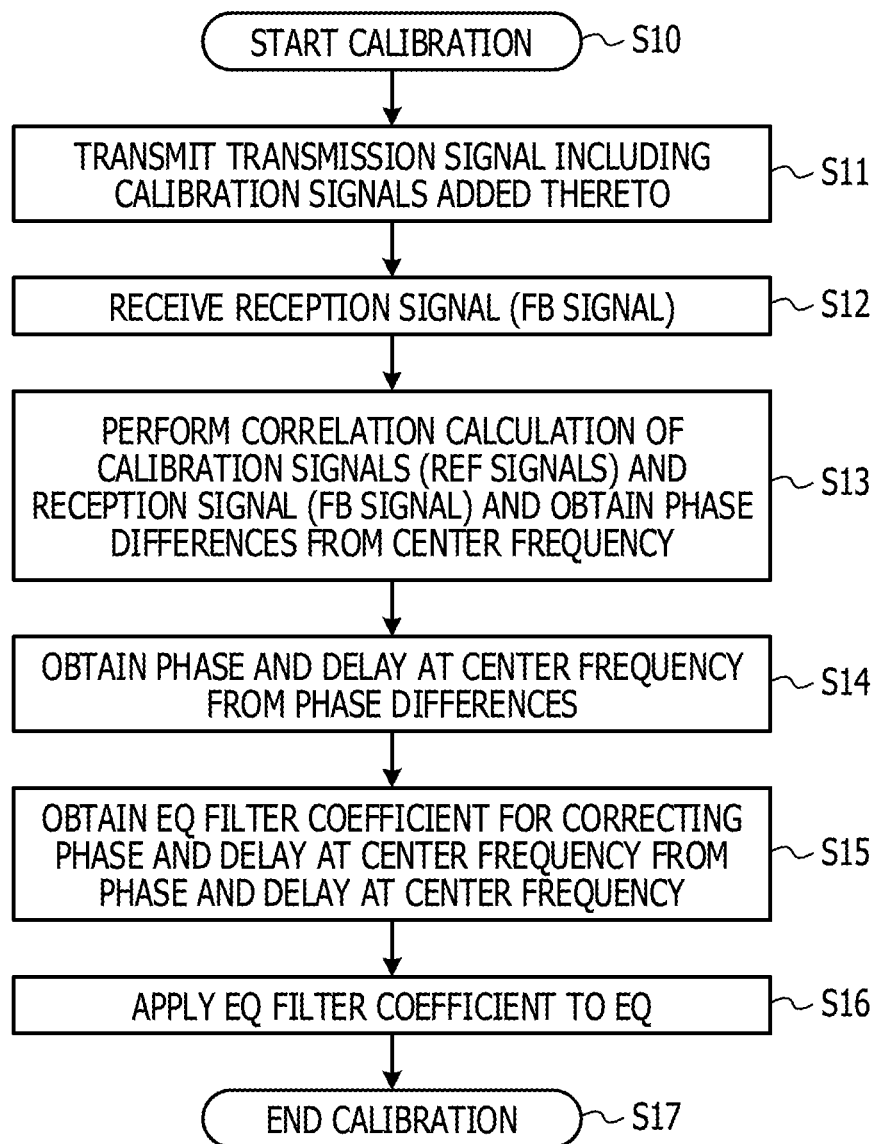 START CALIBRATION
S10
TRANSMIT TRANSMISSION SIGNAL INCLUDING
CALIBRATION SIGNALS ADDED THERETO
S11
RECEIVE RECEPTION SIGNAL (FB SIGNAL)
S12
PERFORM CORRELATION CALCULATION OF
CALIBRATION SIGNALS (REF SIGNALS) AND
RECEPTION SIGNAL (FB SIGNAL) AND OBTAIN PHASE
DIFFERENCES FROM CENTER FREQUENCY
S13
OBTAIN PHASE AND DELAY AT CENTER FREQUENCY
FROM PHASE DIFFERENCES
S14
OBTAIN EQ FILTER COEFFICIENT FOR CORRECTING
PHASE AND DELAY AT CENTER FREQUENCY FROM
PHASE AND DELAY AT CENTER FREQUENCY
S15
APPLY EQ FILTER COEFFICIENT TO EQ
S16
END CALIBRATION
S17